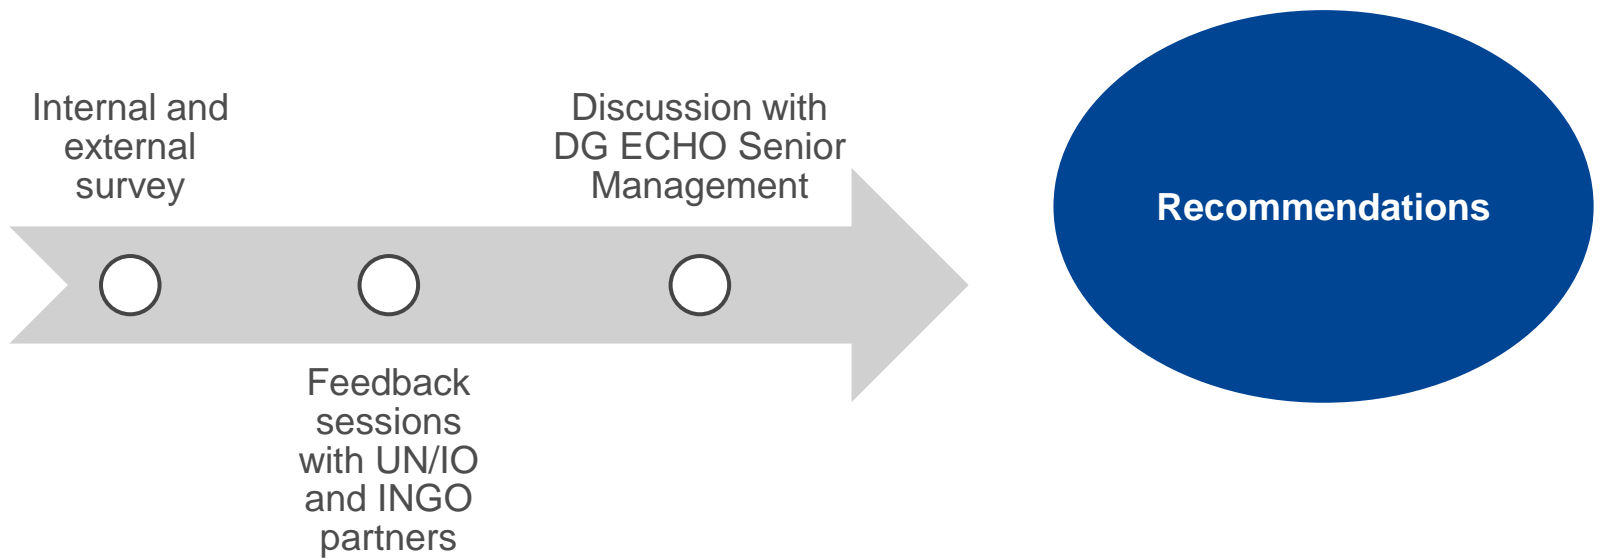 Internal and
external
survey
Feedback
sessions
with UN/IO
and INGO
partners
Discussion with
DG ECHO Senior
Management
Recommendations